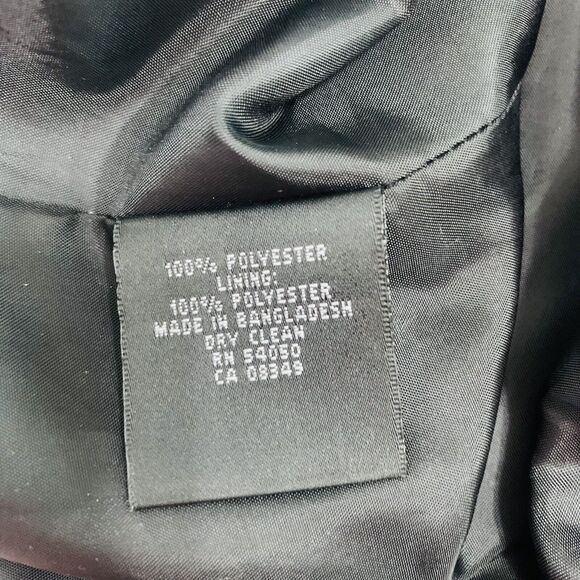 100% POLYESTER
LINING:
100% POLYESTER
MADE IN BANGLADESH
DRY CLEAN
RN 54050
CA 08349